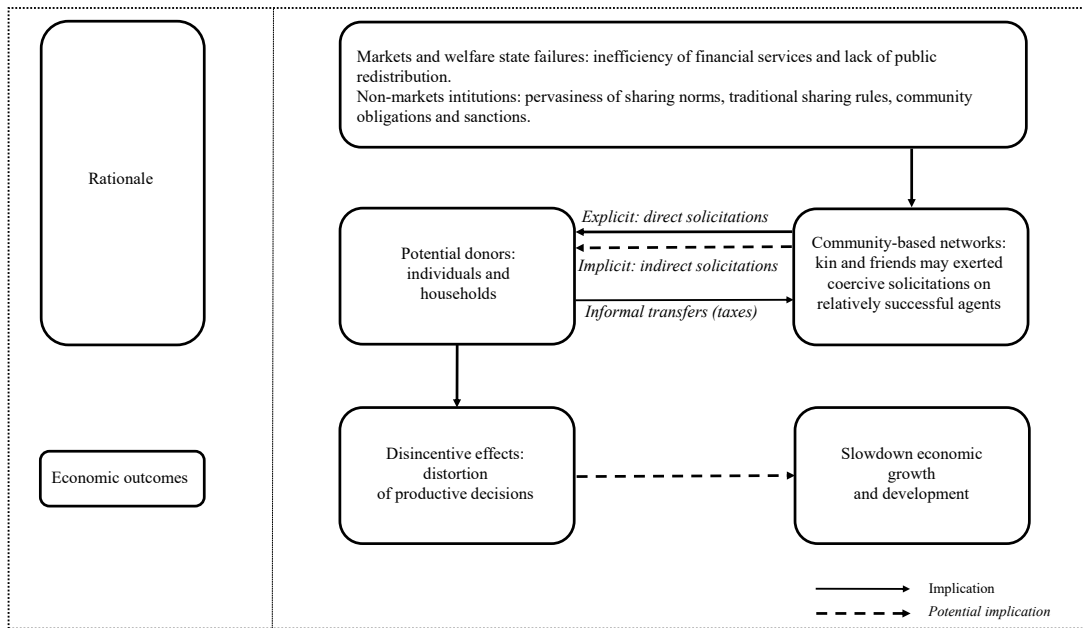 Rationale
Markets and welfare state failures: inefficiency of financial services and lack of public
redistribution.
Non-markets intitutions: pervasiness of sharing norms, traditional sharing rules, community
obligations and sanctions.
Potential donors:
individuals and
households
Explicit: direct solicitations
Implicit: indirect solicitations
Informal transfers (taxes)
Community-based networks:
kin and friends may exerted
coercive solicitations on
relatively successful agents
Economic outcomes
Disincentive effects:
distortion
of productive decisions
Slowdown economic
growth
and development
Implication
Potential implication